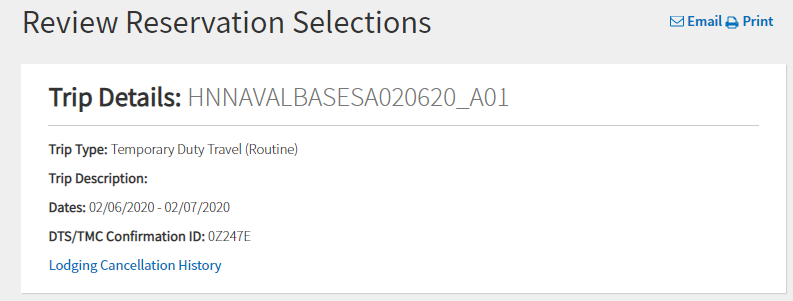 Review Reservation Selections
Email Print
Trip Details: HNNAVALBASESA020620_A01
Trip Type: Temporary Duty Travel (Routine)
Trip Description:
Dates: 02/06/2020 - 02/07/2020
DTS/TMC Confirmation ID: 0Z247E
Lodging Cancellation History